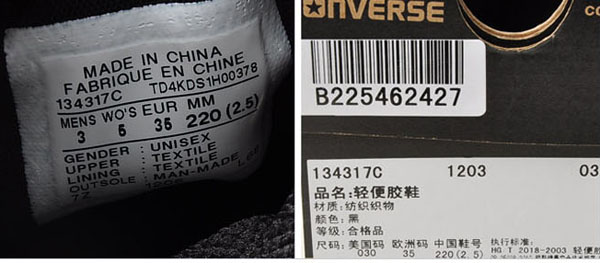 MADE IN CHINA
FABRIQUE EN CHINE
134317C TD4KDS1H00378
MENS WO'S EUR MM
3 5 35 220 (2.5)
GENDER : UNISEX
UPPER : TEXTILE
LINING : TEXTILE
OUTSOLE : MAN-MADE
CONVERSE
B225462427
134317C 1203 03
品名: 轻便胶鞋
材质: 纺织织物
颜色: 黑
等级: 合格品
尺码: 美国码 欧洲码 中国鞋号
030 35 220(2.5)
执行标准:
HG T 2018-2003 轻便胶鞋